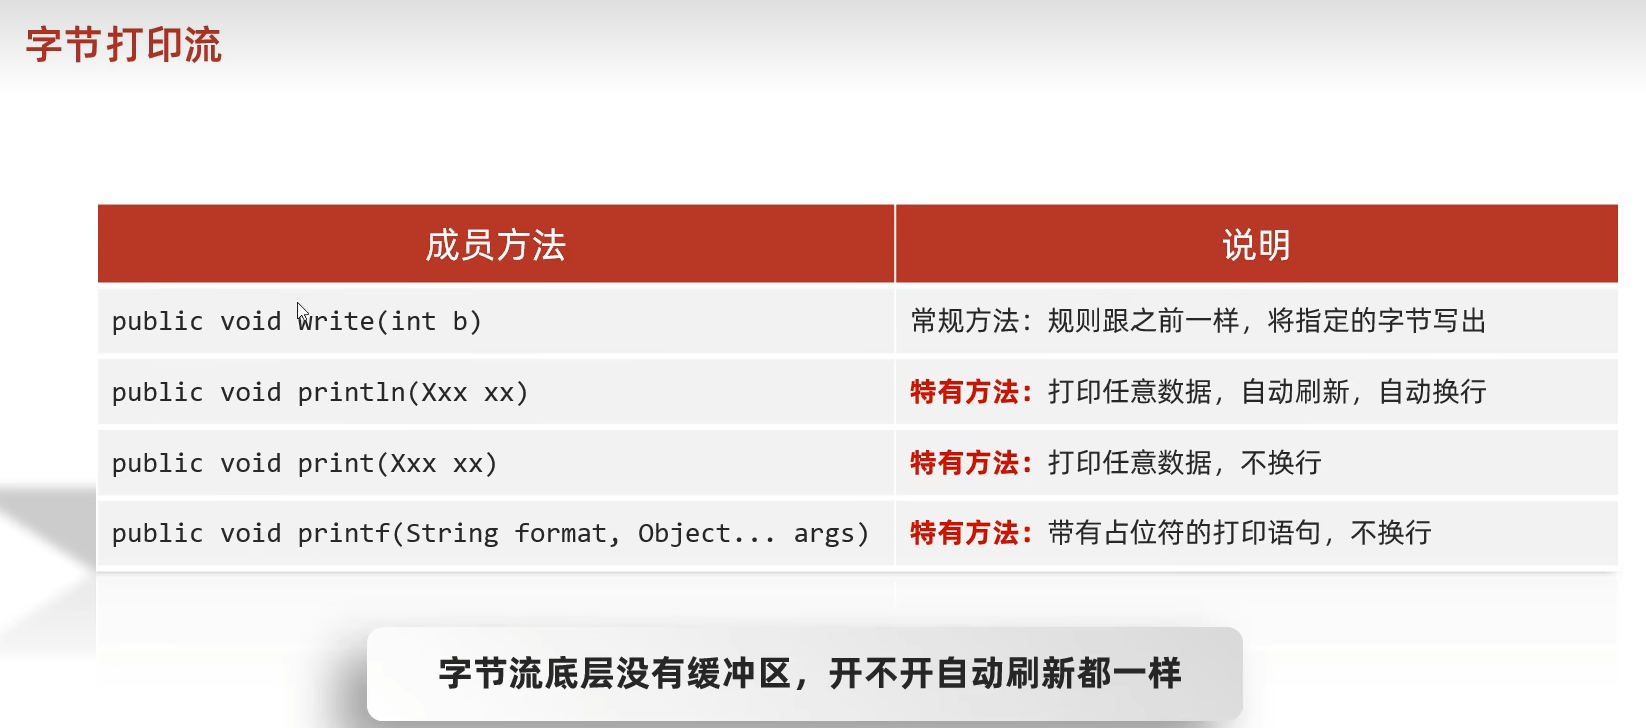 字节打印流
成员方法 说明
public void write(int b) 常规方法：规则跟之前一样，将指定的字节写出
public void println(Xxx xx) 特有方法：打印任意数据，自动刷新，自动换行
public void print(Xxx xx) 特有方法：打印任意数据，不换行
public void printf(String format, Object... args) 特有方法：带有占位符的打印语句，不换行
字节流底层没有缓冲区，开不开自动刷新都一样